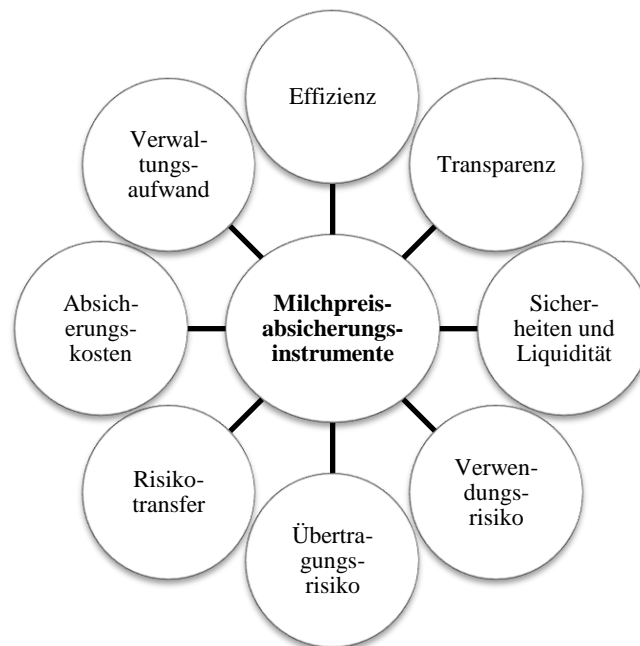 Effizienz
Transparenz
Sicher-
heiten und
Liquidität
Verwen-
dungs-
risiko
Übertra-
gungs-
risiko
Risiko-
transfer
Absich-
erungs-
kosten
Verwal-
tungs-
aufwand
Milchpreis-
absicherungs-
instrumente